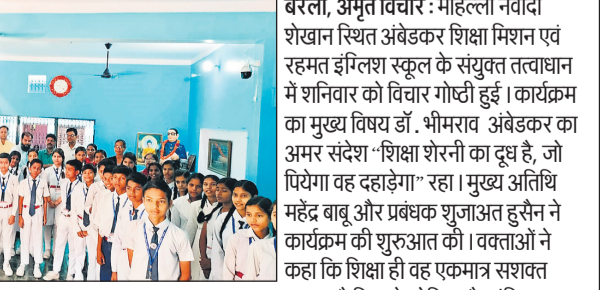 बरेली, अमृत विचार : मोहल्ला नवादा
शेखान स्थित अंबेडकर शिक्षा मिशन एवं
रहमत इंग्लिश स्कूल के संयुक्त तत्वाधान
में शनिवार को विचार गोष्ठी हुई । कार्यक्रम
का मुख्य विषय डॉ . भीमराव अंबेडकर का
अमर संदेश “शिक्षा शेरनी का दूध है, जो
पियेगा वह दहाड़ेगा” रहा । मुख्य अतिथि
महेंद्र बाबू और प्रबंधक शुजाअत हुसैन ने
कार्यक्रम की शुरुआत की । वक्ताओं ने
कहा कि शिक्षा ही वह एकमात्र सशक्त